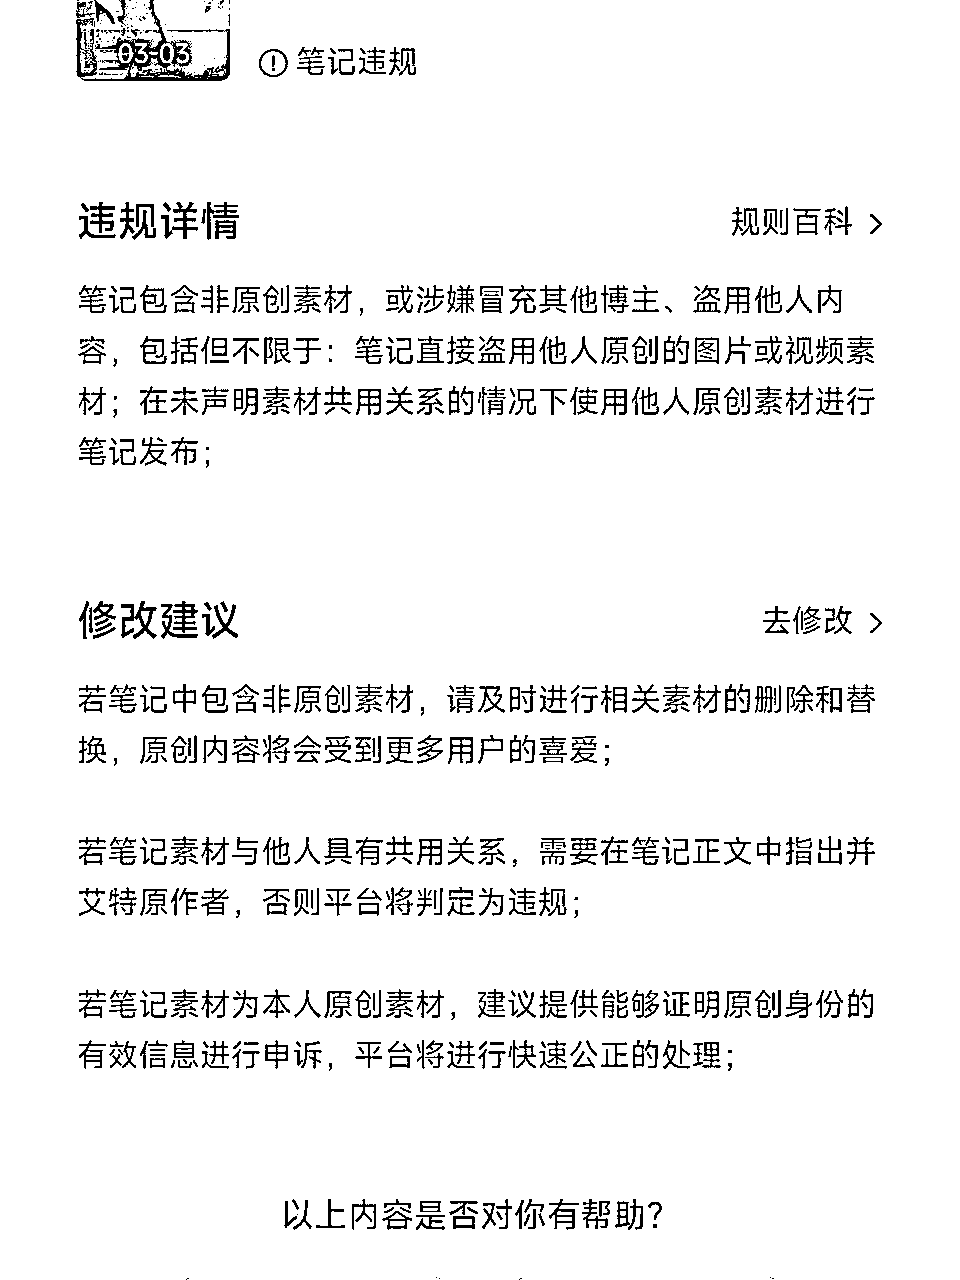 03-03
笔记违规
违规详情
规则百科
笔记包含非原创素材，或涉嫌冒充其他博主、盗用他人内
容，包括但不限于：笔记直接盗用他人原创的图片或视频素
材；在未声明素材共用关系的情况下使用他人原创素材进行
笔记发布；
修改建议
去修改
若笔记中包含非原创素材，请及时进行相关素材的删除和替
换，原创内容将会受到更多用户的喜爱；
若笔记素材与他人具有共用关系，需要在笔记正文中指出并
艾特原作者，否则平台将判定为违规；
若笔记素材为本人原创素材，建议提供能够证明原创身份的
有效信息进行申诉，平台将进行快速公正的处理；
以上内容是否对你有帮助？